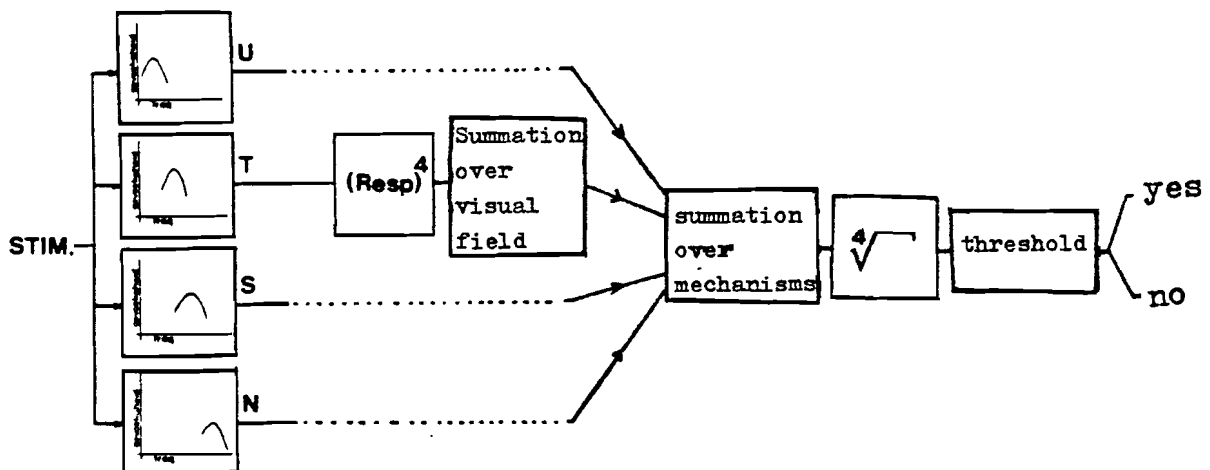 U
T
S
N
STIM.
(Resp)4
Summation
over
visual
field
summation
over
mechanisms
4√
threshold
yes
no